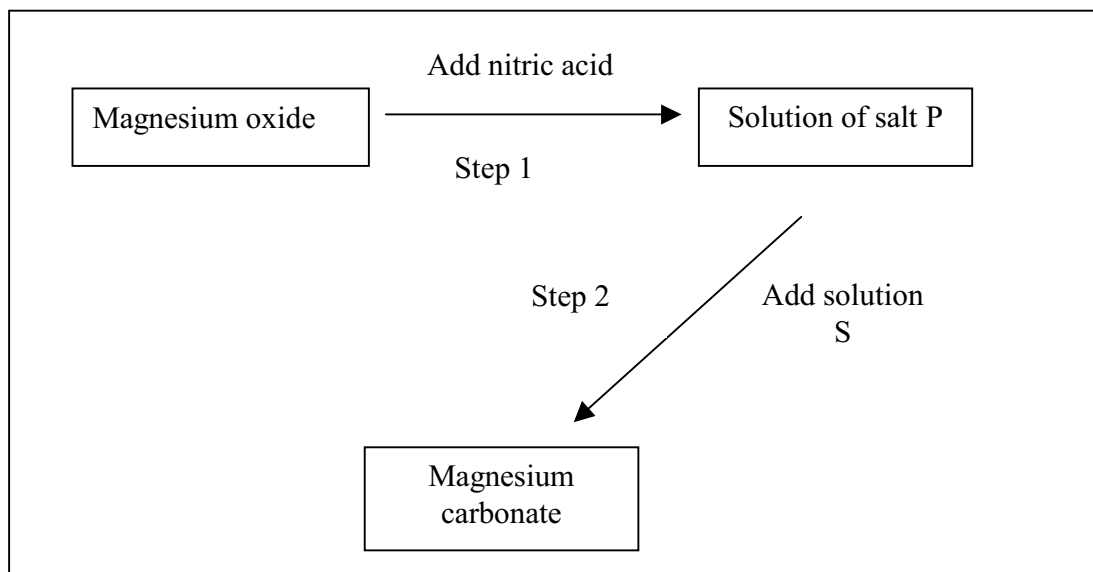 Add nitric acid
Magnesium oxide
Solution of salt P
Step 1
Step 2
Add solution
S
Magnesium
carbonate